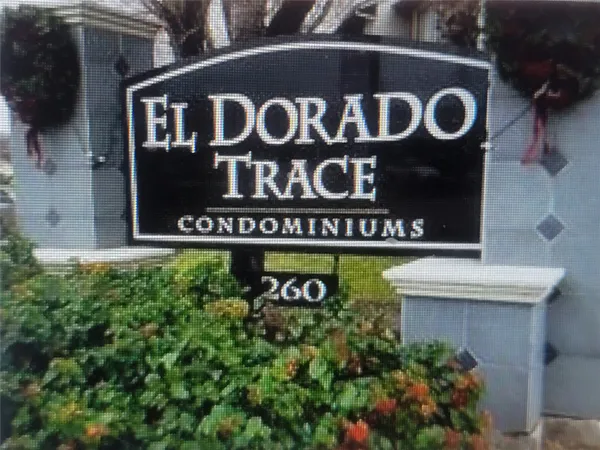 EL DORADO
TRACE
CONDOMINIUMS
260